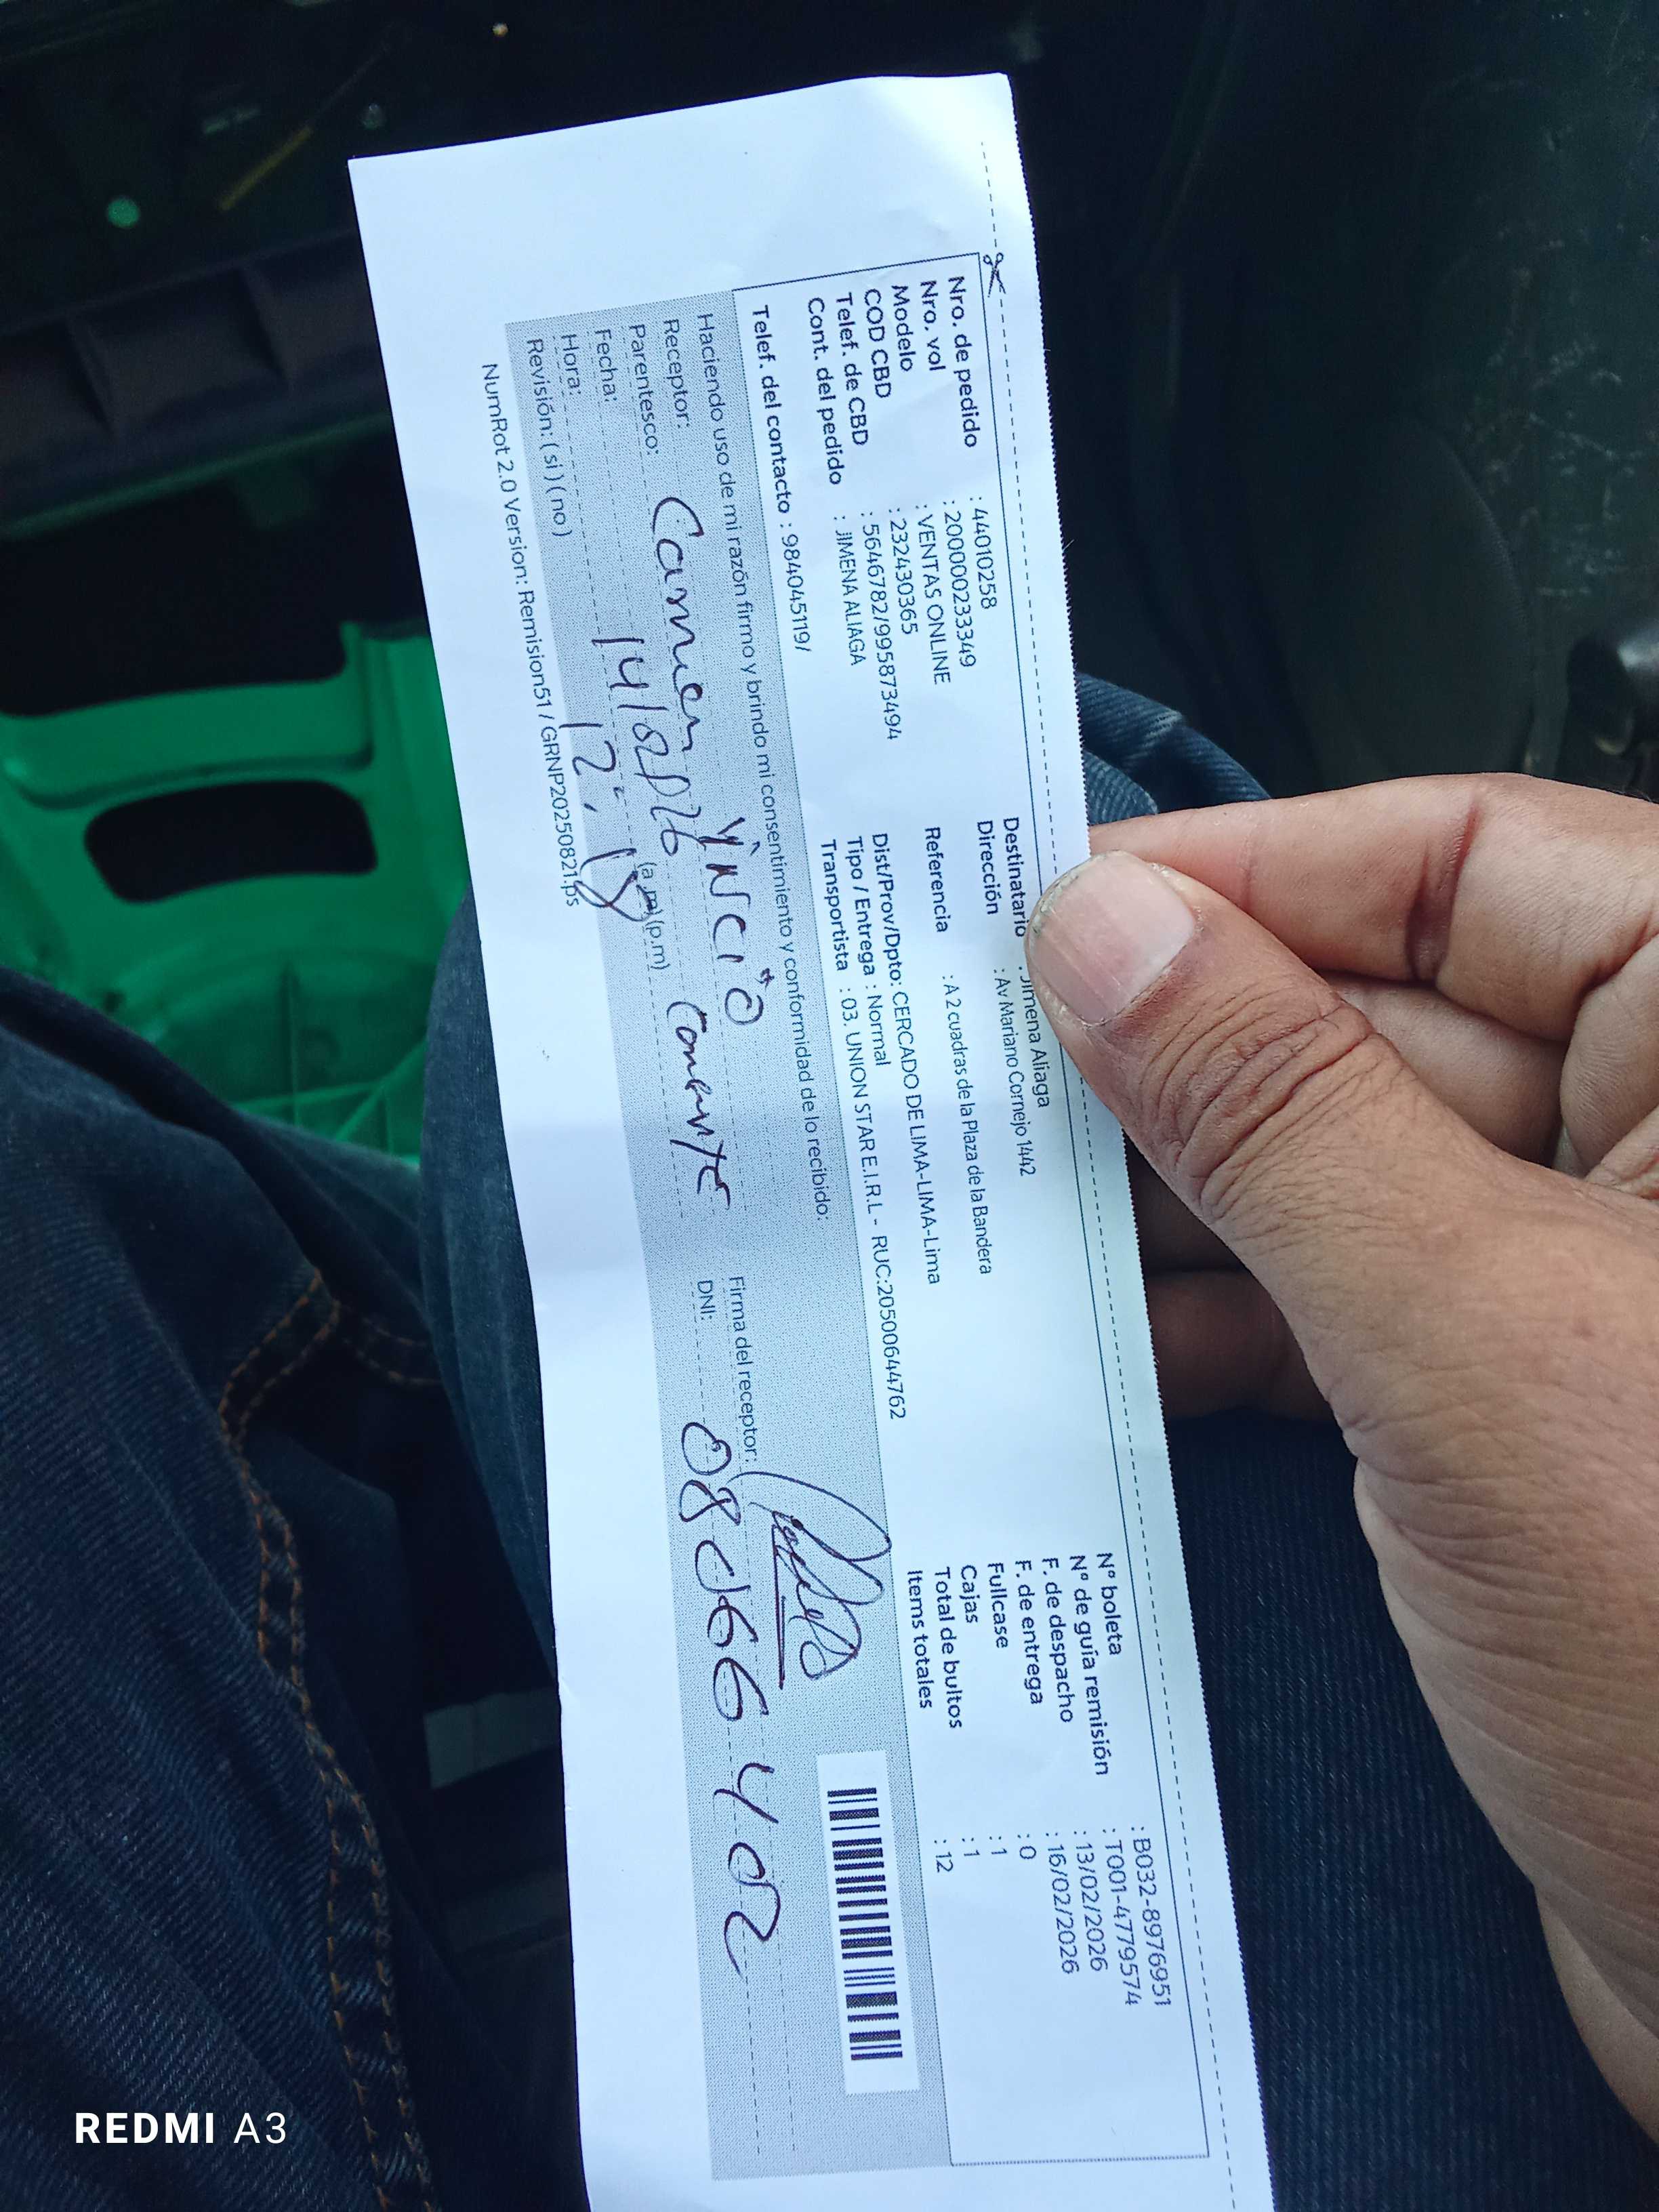 Nro. de pedido : 44010258
Nro. vol : 2000000233349
Modelo : VENTAS ONLINE
COD CBD : 232430365
Telef. de CBD : 5646782/995873494
Cont. del pedido : JIMENA ALIAGA
Telef. del contacto : 984045119/
Destinatario : Jimena Aliaga
Dirección : Av Mariano Cornejo 1442
Referencia : A 2 cuadras de la Plaza de la Bandera
Dist/Prov/Dpto: CERCADO DE LIMA-LIMA-Lima
Tipo / Entrega : Normal
Transportista : 03. UNION STAR E.I.R.L - RUC:20500644762
N° boleta : B032-8976951
N° de guía remisión : T001-4779574
F. de despacho : 13/02/2026
F. de entrega : 16/02/2026
Fullcase : 0
Cajas : 1
Total de bultos : 1
Items totales : 12
Haciendo uso de mi razón firmo y brindo mi consentimiento y conformidad de lo recibido:
Receptor: Carmen
Parentesco:
Fecha: 14/02/26
Hora: 12:18 (a.m) (p.m)
Revisión: ( si ) ( no )
Firma del receptor:
DNI:
NumRot 2.0 Version: Remision51 / GRNP20250821.ps
REDMI A3